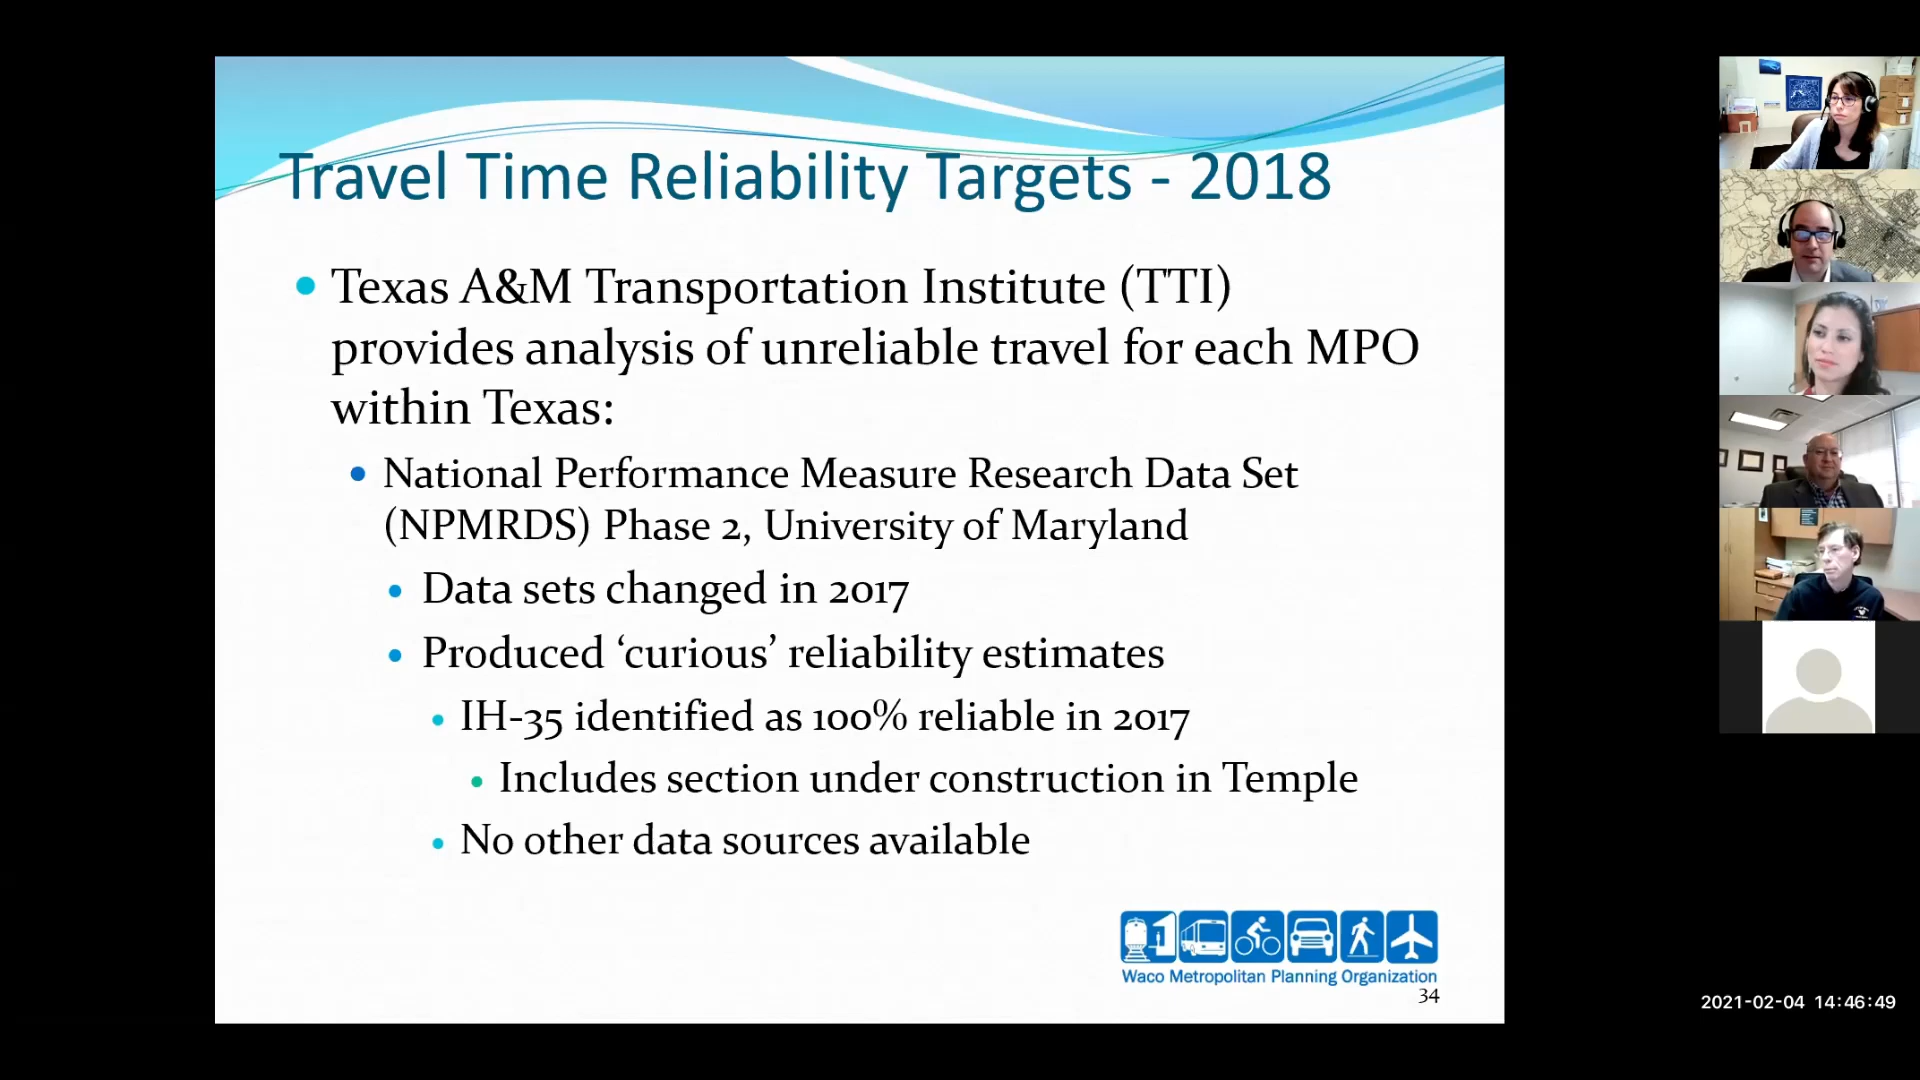 Travel Time Reliability Targets - 2018
Texas A&M Transportation Institute (TTI)
provides analysis of unreliable travel for each MPO
within Texas:
National Performance Measure Research Data Set
(NPMRDS) Phase 2, University of Maryland
Data sets changed in 2017
Produced ‘curious’ reliability estimates
IH-35 identified as 100% reliable in 2017
Includes section under construction in Temple
No other data sources available
Waco Metropolitan Planning Organization
34
2021-02-04 14:46:49